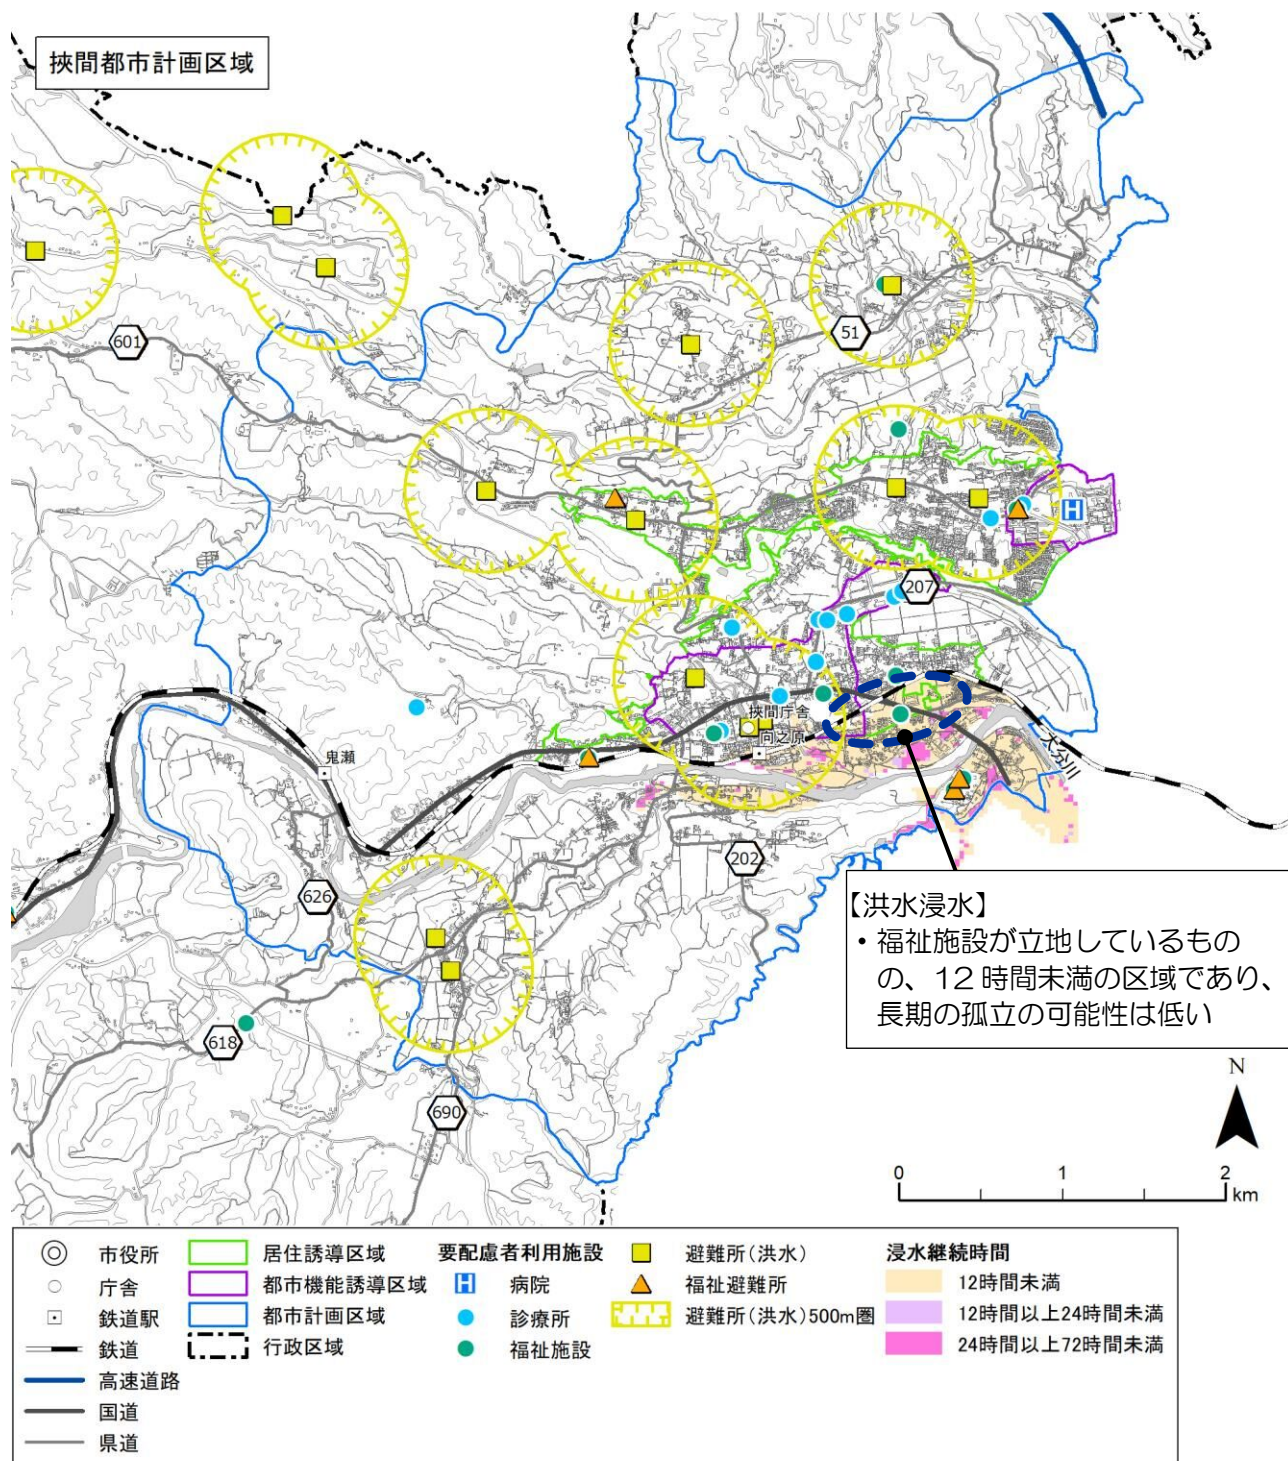 挾間都市計画区域
601
51
207
挾間庁舎
向之原
鬼瀬
大分川
202
626
618
690
【洪水浸水】
・福祉施設が立地しているもの
の、12時間未満の区域であり、
長期の孤立の可能性は低い
N
0 1 2
km
市役所
庁舎
鉄道駅
鉄道
高速道路
国道
県道
居住誘導区域
都市機能誘導区域
都市計画区域
行政区域
要配慮者利用施設
H 病院
診療所
福祉施設
避難所(洪水)
福祉避難所
避難所(洪水)500m圏
浸水継続時間
12時間未満
12時間以上24時間未満
24時間以上72時間未満